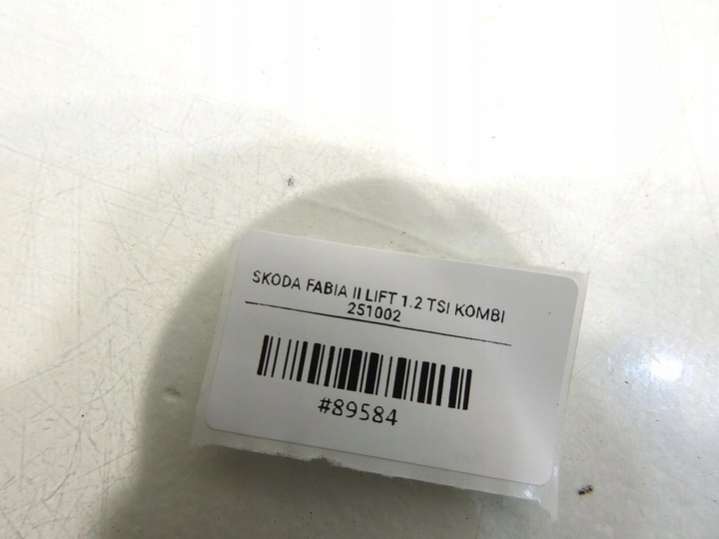 SKODA FABIA II LIFT 1.2 TSI KOMBI
251002
#89584